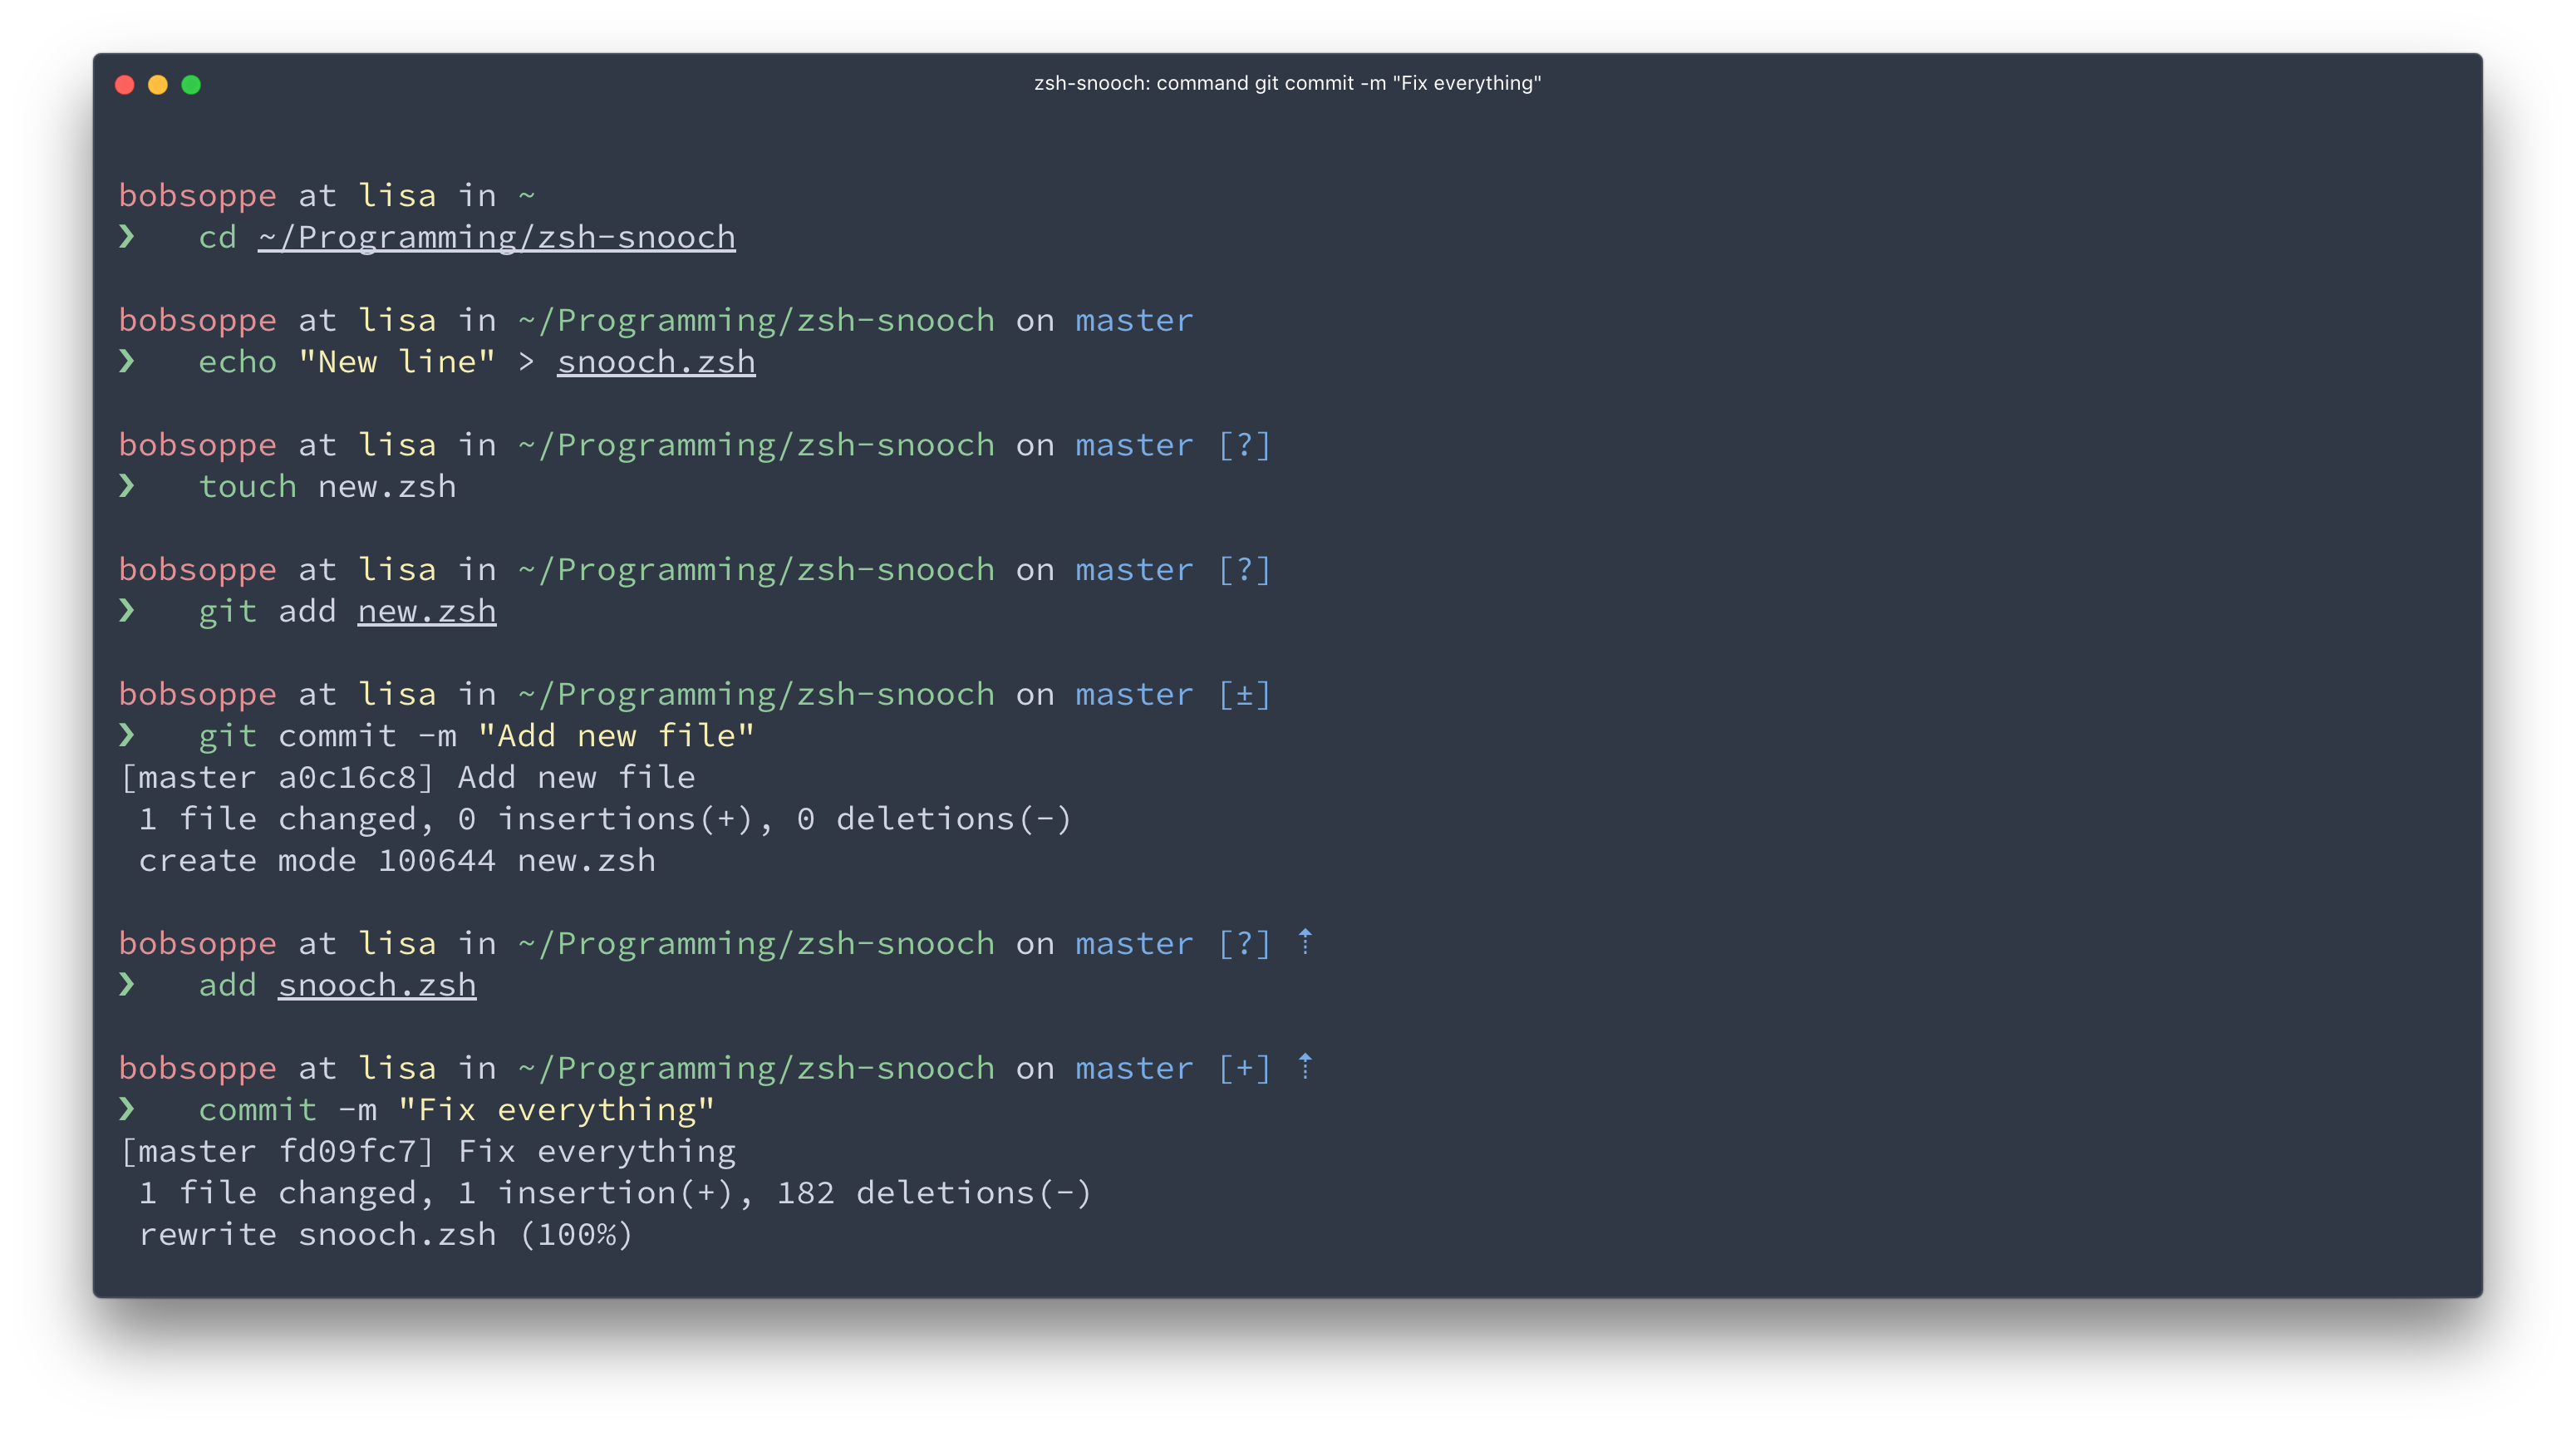 zsh-snooch: command git commit -m "Fix everything"
bobsoppe at lisa in ~
❯   cd ~/Programming/zsh-snooch
bobsoppe at lisa in ~/Programming/zsh-snooch on master
❯   echo "New line" > snooch.zsh
bobsoppe at lisa in ~/Programming/zsh-snooch on master [?]
❯   touch new.zsh
bobsoppe at lisa in ~/Programming/zsh-snooch on master [?]
❯   git add new.zsh
bobsoppe at lisa in ~/Programming/zsh-snooch on master [±]
❯   git commit -m "Add new file"
[master a0c16c8] Add new file
 1 file changed, 0 insertions(+), 0 deletions(-)
 create mode 100644 new.zsh
bobsoppe at lisa in ~/Programming/zsh-snooch on master [?] ⇡
❯   add snooch.zsh
bobsoppe at lisa in ~/Programming/zsh-snooch on master [+] ⇡
❯   commit -m "Fix everything"
[master fd09fc7] Fix everything
 1 file changed, 1 insertion(+), 182 deletions(-)
 rewrite snooch.zsh (100%)